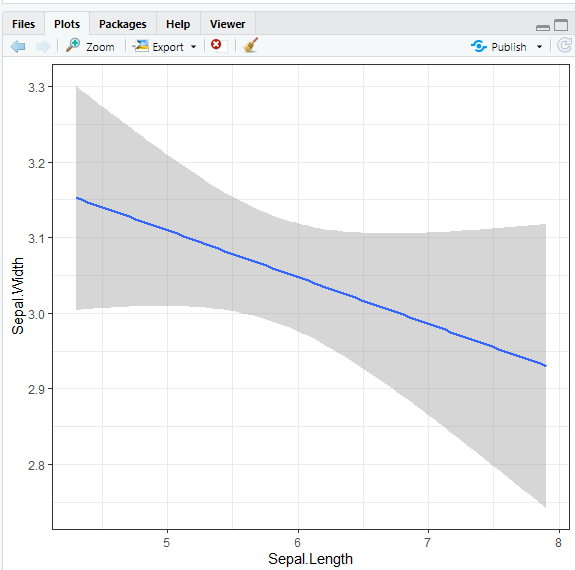 Files Plots Packages Help Viewer
Zoom Export Publish
3.3
3.2
3.1
3.0
2.9
2.8
Sepal.Width
5 6 7 8
Sepal.Length